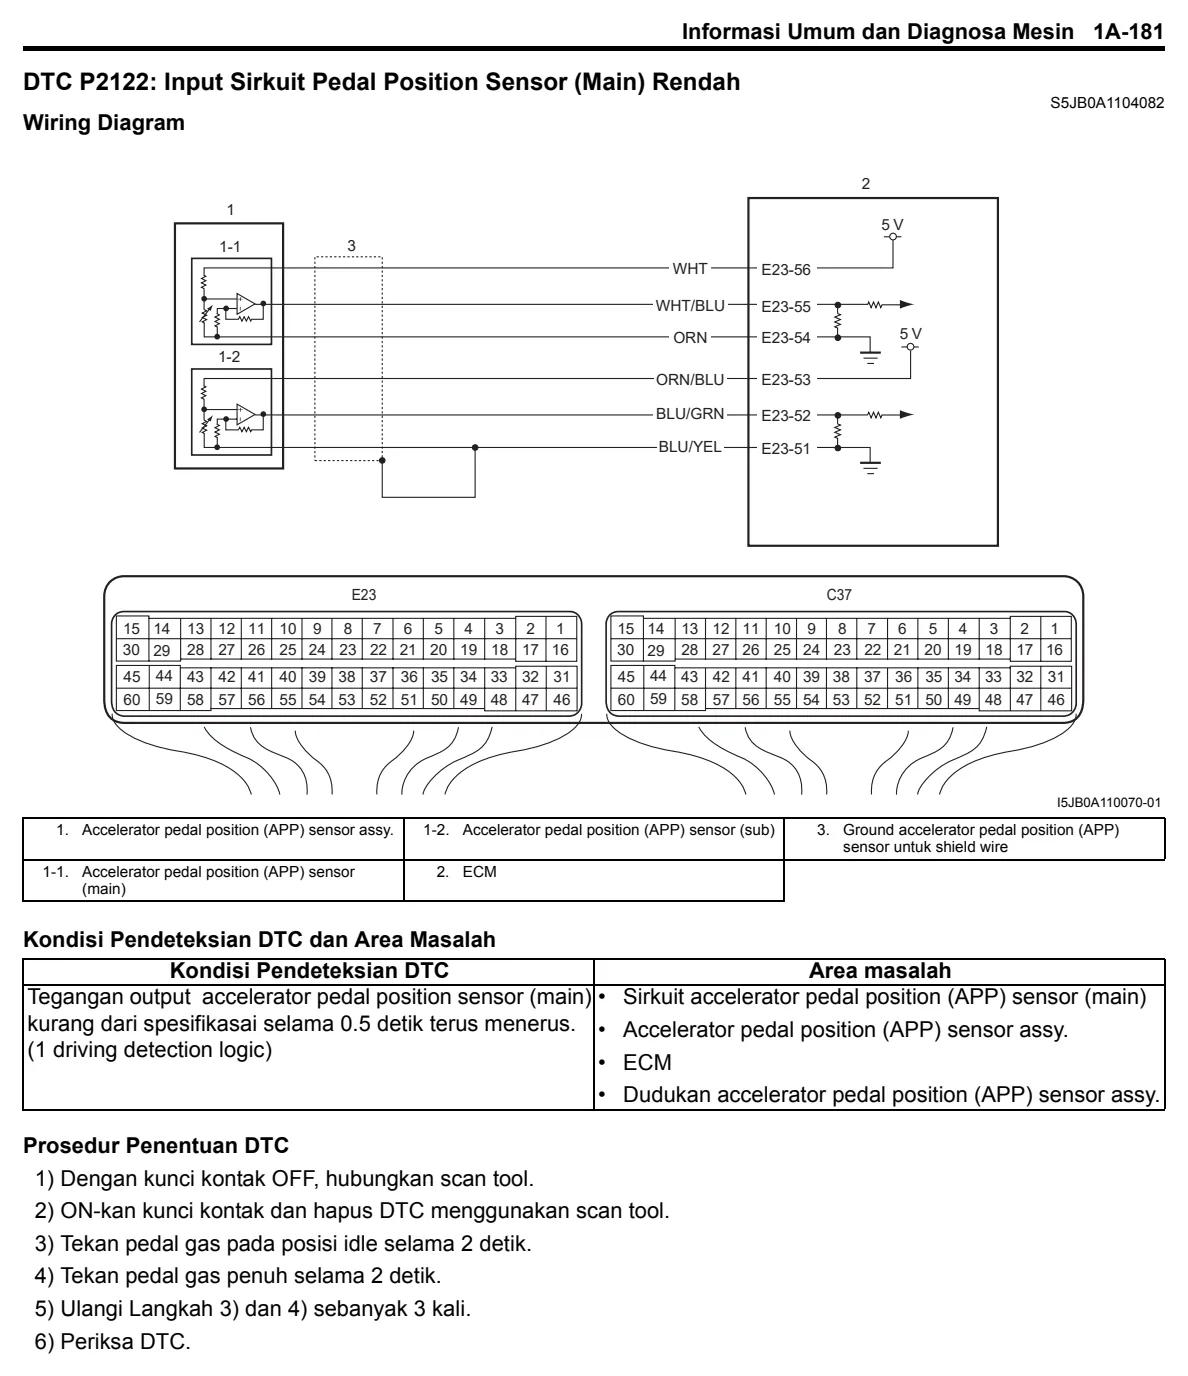 Informasi Umum dan Diagnosa Mesin 1A-181
DTC P2122: Input Sirkuit Pedal Position Sensor (Main) Rendah
S5JB0A1104082
Wiring Diagram
2
1
5 V
1-1
3
WHT E23-56
WHT/BLU E23-55
ORN E23-54
5 V
1-2
ORN/BLU E23-53
BLU/GRN E23-52
BLU/YEL E23-51
E23 C37
15 14 13 12 11 10 9 8 7 6 5 4 3 2 1 15 14 13 12 11 10 9 8 7 6 5 4 3 2 1
30 29 28 27 26 25 24 23 22 21 20 19 18 17 16 30 29 28 27 26 25 24 23 22 21 20 19 18 17 16
45 44 43 42 41 40 39 38 37 36 35 34 33 32 31 45 44 43 42 41 40 39 38 37 36 35 34 33 32 31
60 59 58 57 56 55 54 53 52 51 50 49 48 47 46 60 59 58 57 56 55 54 53 52 51 50 49 48 47 46
I5JB0A110070-01
1. Accelerator pedal position (APP) sensor assy.
1-2. Accelerator pedal position (APP) sensor (sub)
3. Ground accelerator pedal position (APP)
sensor untuk shield wire
1-1. Accelerator pedal position (APP) sensor
(main)
2. ECM
Kondisi Pendeteksian DTC dan Area Masalah
Kondisi Pendeteksian DTC
Area masalah
Tegangan output accelerator pedal position sensor (main)
kurang dari spesifikasai selama 0.5 detik terus menerus.
(1 driving detection logic)
• Sirkuit accelerator pedal position (APP) sensor (main)
• Accelerator pedal position (APP) sensor assy.
• ECM
• Dudukan accelerator pedal position (APP) sensor assy.
Prosedur Penentuan DTC
1) Dengan kunci kontak OFF, hubungkan scan tool.
2) ON-kan kunci kontak dan hapus DTC menggunakan scan tool.
3) Tekan pedal gas pada posisi idle selama 2 detik.
4) Tekan pedal gas penuh selama 2 detik.
5) Ulangi Langkah 3) dan 4) sebanyak 3 kali.
6) Periksa DTC.